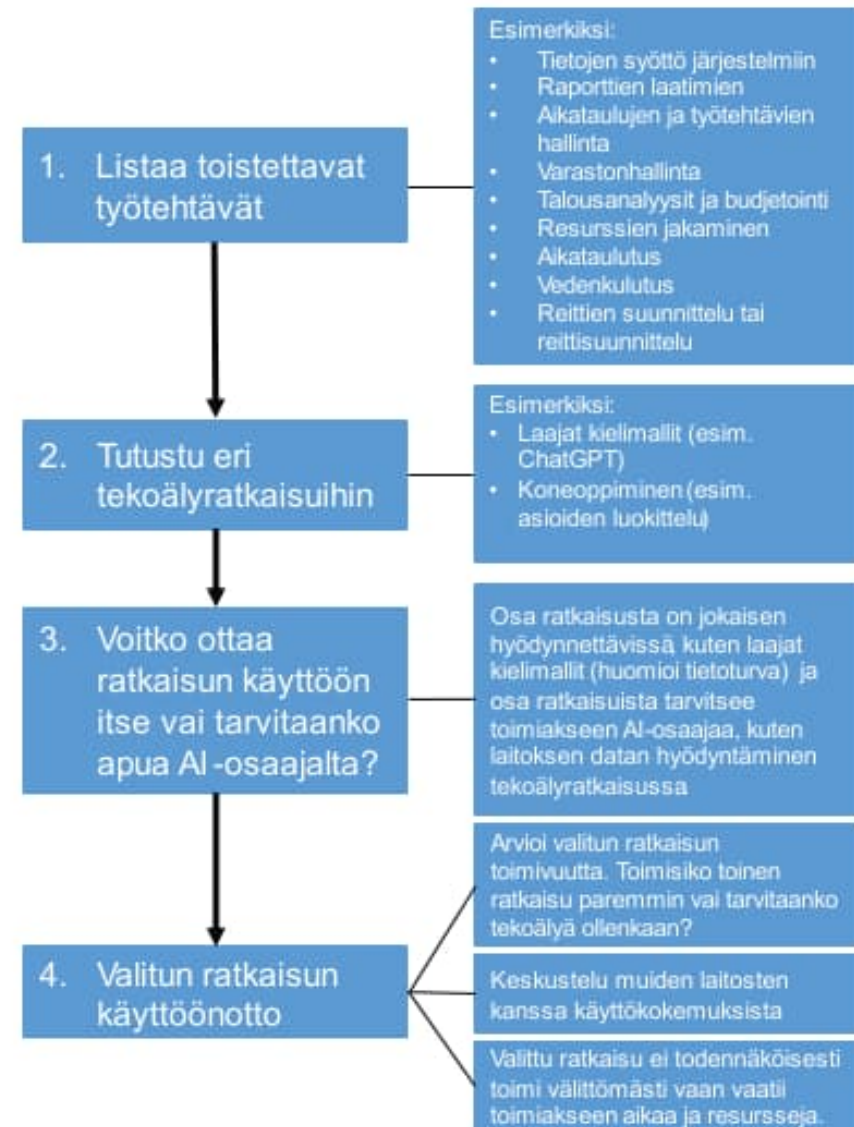 1. Listaa toistettavat
työtehtävät
Esimerkiksi:
• Tietojen syöttö järjestelmiin
• Raporttien laatimien
• Aikataulujen ja työtehtävien
hallinta
• Varastonhallinta
• Talousanalyysit ja budjetointi
• Resurssien jakaminen
• Aikataulutus
• Vedenkulutus
• Reittien suunnittelu tai
reittisuunnittelu
2. Tutustu eri
tekoälyratkaisuihin
Esimerkiksi:
• Laajat kielimallit (esim.
ChatGPT)
• Koneoppiminen (esim.
asioiden luokittelu)
3. Voitko ottaa
ratkaisun käyttöön
itse vai tarvitaanko
apua AI-osaajalta?
Osa ratkaisusta on jokaisen
hyödynnettävissä, kuten laajat
kielimallit (huomioi tietoturva) ja
osa ratkaisuista tarvitsee
toimiakseen AI-osaajaa, kuten
laitoksen datan hyödyntäminen
tekoälyratkaisussa.
4. Valitun ratkaisun
käyttöönotto
Arvioi valitun ratkaisun
toimivuutta. Toimisiko toinen
ratkaisu paremmin vai tarvitaanko
tekoälyä ollenkaan?
Keskustelu muiden laitosten
kanssa käyttökokemuksista
Valittu ratkaisu ei todennäköisesti
toimi välittömästi vaan vaatii
toimiakseen aikaa ja resursseja.